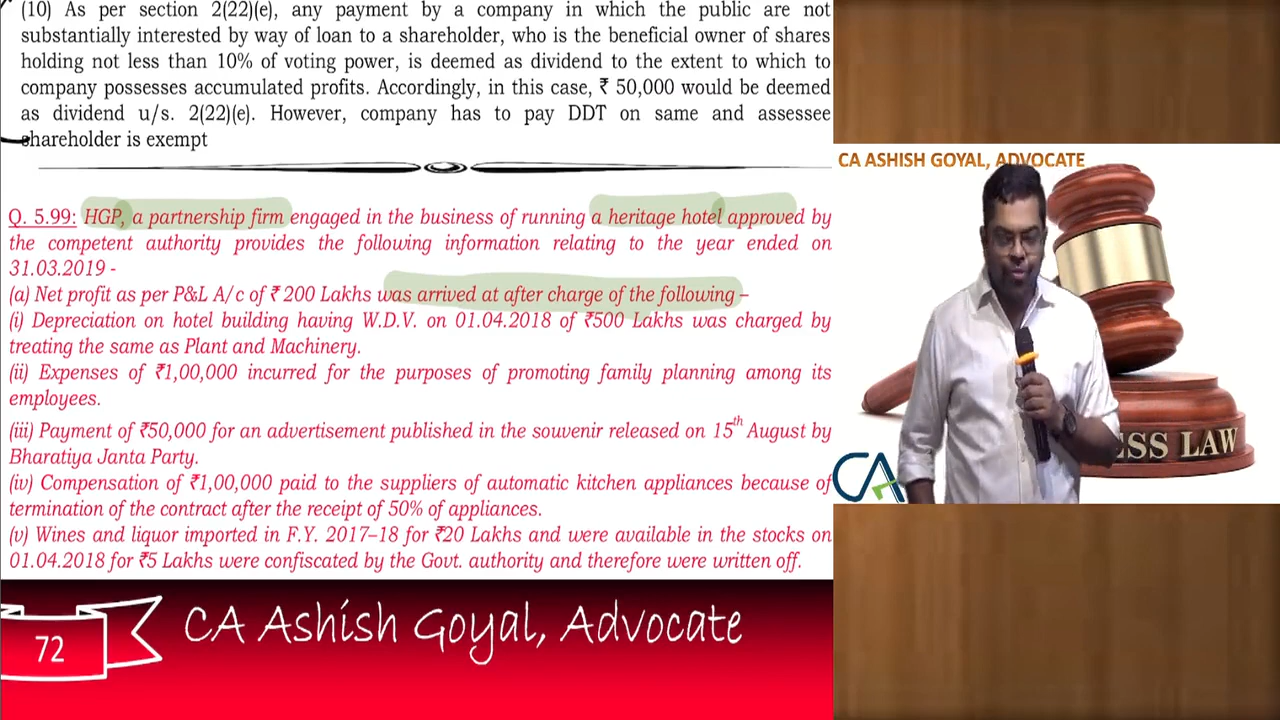 (10) As per section 2(22)(e), any payment by a company in which the public are not
substantially interested by way of loan to a shareholder, who is the beneficial owner of shares
holding not less than 10% of voting power, is deemed as dividend to the extent to which to
company possesses accumulated profits. Accordingly, in this case, ₹ 50,000 would be deemed
as dividend u/s. 2(22)(e). However, company has to pay DDT on same and assessee
shareholder is exempt
Q. 5.99: HGP, a partnership firm engaged in the business of running a heritage hotel approved by
the competent authority provides the following information relating to the year ended on
31.03.2019 -
(a) Net profit as per P&L A/c of ₹ 200 Lakhs was arrived at after charge of the following –
(i) Depreciation on hotel building having W.D.V. on 01.04.2018 of ₹500 Lakhs was charged by
treating the same as Plant and Machinery.
(ii) Expenses of ₹1,00,000 incurred for the purposes of promoting family planning among its
employees.
(iii) Payment of ₹50,000 for an advertisement published in the souvenir released on 15th August by
Bharatiya Janta Party.
(iv) Compensation of ₹1,00,000 paid to the suppliers of automatic kitchen appliances because of
termination of the contract after the receipt of 50% of appliances.
(v) Wines and liquor imported in F.Y. 2017–18 for ₹20 Lakhs and were available in the stocks on
01.04.2018 for ₹5 Lakhs were confiscated by the Govt. authority and therefore were written off.
72
CA Ashish Goyal, Advocate
CA ASHISH GOYAL, ADVOCATE
ESS LAW
CA